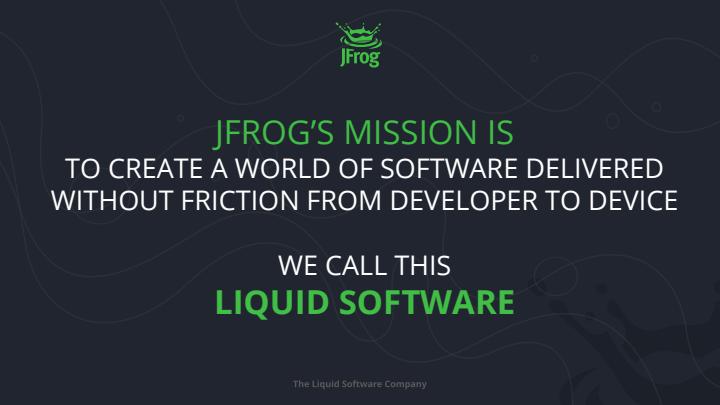 JFrog
JFROG’S MISSION IS
TO CREATE A WORLD OF SOFTWARE DELIVERED
WITHOUT FRICTION FROM DEVELOPER TO DEVICE
WE CALL THIS
LIQUID SOFTWARE
The Liquid Software Company